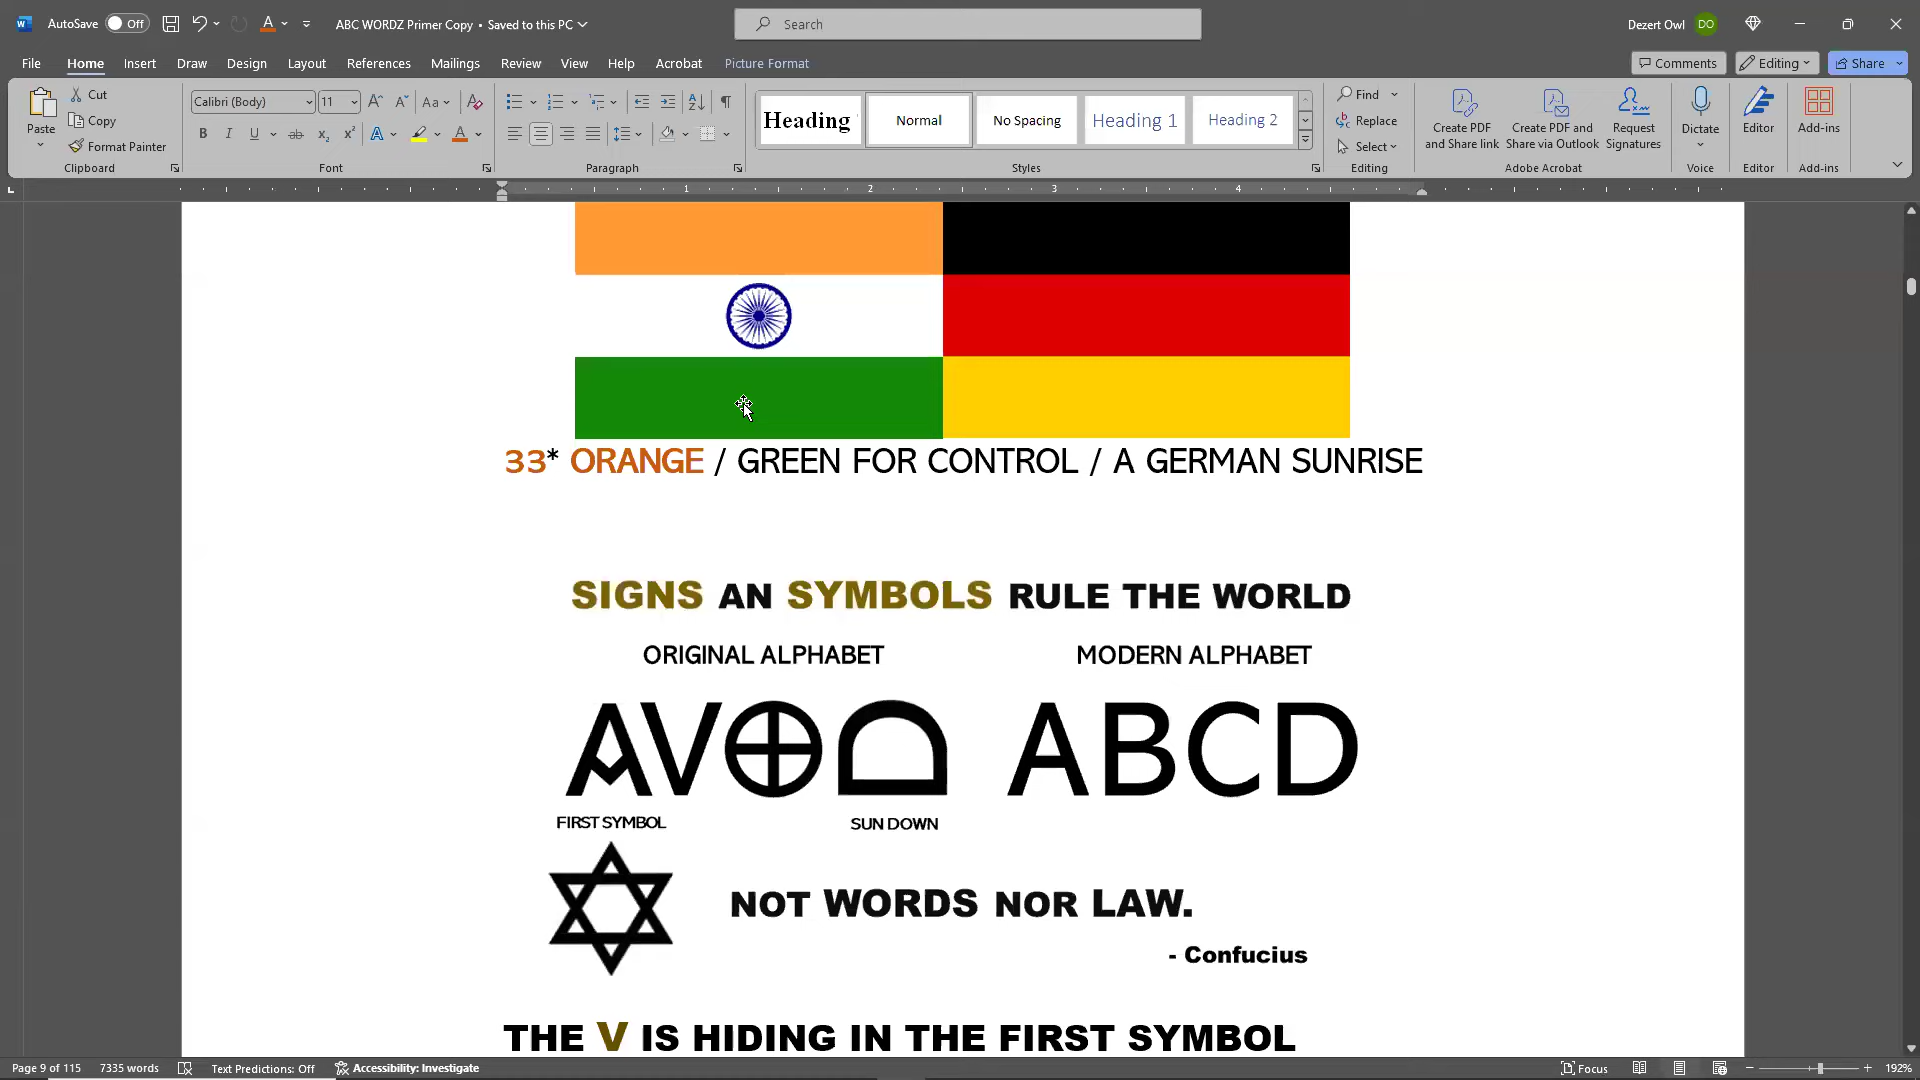 AutoSave Off ABC WORDZ Primer Copy • Saved to this PC Search Dezert Owl DO
File Home Insert Draw Design Layout References Mailings Review View Help Acrobat Picture Format Comments Editing Share
Paste Cut Copy Format Painter Clipboard
Calibri (Body) 11 Font
Paragraph
Heading Normal No Spacing Heading 1 Heading 2 Styles
Find Replace Select Editing
Create PDF and Share link Create PDF and Share via Outlook Request Signatures Adobe Acrobat
Dictate Voice
Editor Editor
Add-ins Add-ins
1 2 3 4
33* ORANGE / GREEN FOR CONTROL / A GERMAN SUNRISE
SIGNS AN SYMBOLS RULE THE WORLD
ORIGINAL ALPHABET MODERN ALPHABET
ABCD
FIRST SYMBOL SUN DOWN
NOT WORDS NOR LAW.
- Confucius
THE V IS HIDING IN THE FIRST SYMBOL
Page 9 of 115 7335 words Text Predictions: Off Accessibility: Investigate Focus 192%